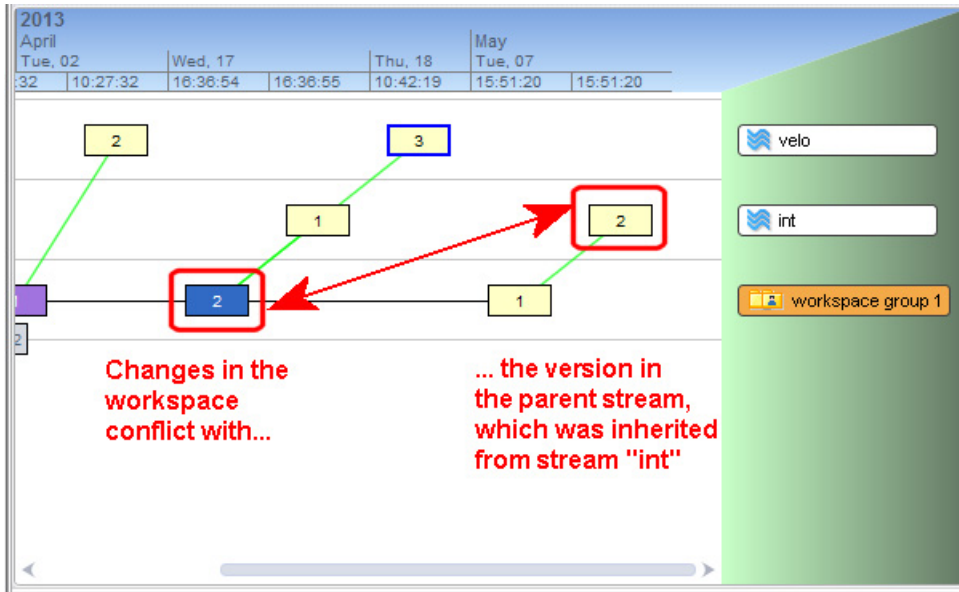 2013
April May
Tue, 02 Wed, 17 Thu, 18 Tue, 07
:32 10:27:32 16:36:54 16:36:55 10:42:19 15:51:20 15:51:20
2 3 velo
1 2 int
1 2 1 workspace group 1
2
Changes in the
workspace
conflict with...
... the version in
the parent stream,
which was inherited
from stream "int"